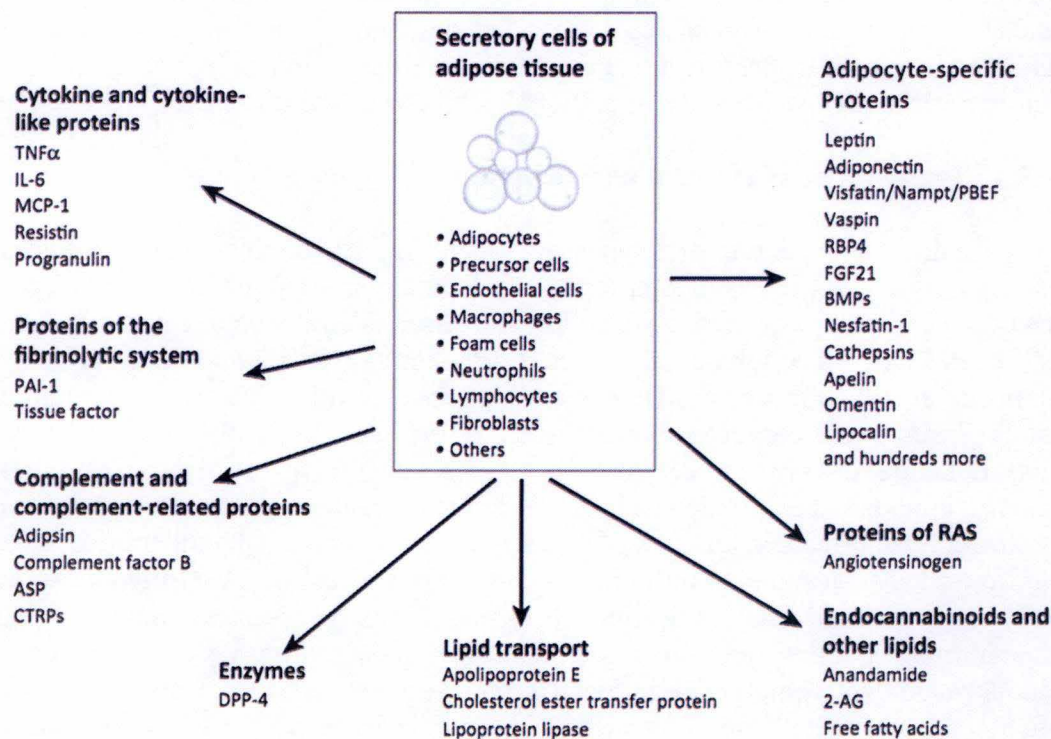 Secretory cells of
adipose tissue
• Adipocytes
• Precursor cells
• Endothelial cells
• Macrophages
• Foam cells
• Neutrophils
• Lymphocytes
• Fibroblasts
• Others
Cytokine and cytokine-
like proteins
TNFα
IL-6
MCP-1
Resistin
Progranulin
Proteins of the
fibrinolytic system
PAI-1
Tissue factor
Complement and
complement-related proteins
Adipsin
Complement factor B
ASP
CTRPs
Enzymes
DPP-4
Lipid transport
Apolipoprotein E
Cholesterol ester transfer protein
Lipoprotein lipase
Adipocyte-specific
Proteins
Leptin
Adiponectin
Visfatin/Nampt/PBEF
Vaspin
RBP4
FGF21
BMPs
Nesfatin-1
Cathepsins
Apelin
Omentin
Lipocalin
and hundreds more
Proteins of RAS
Angiotensinogen
Endocannabinoids and
other lipids
Anandamide
2-AG
Free fatty acids